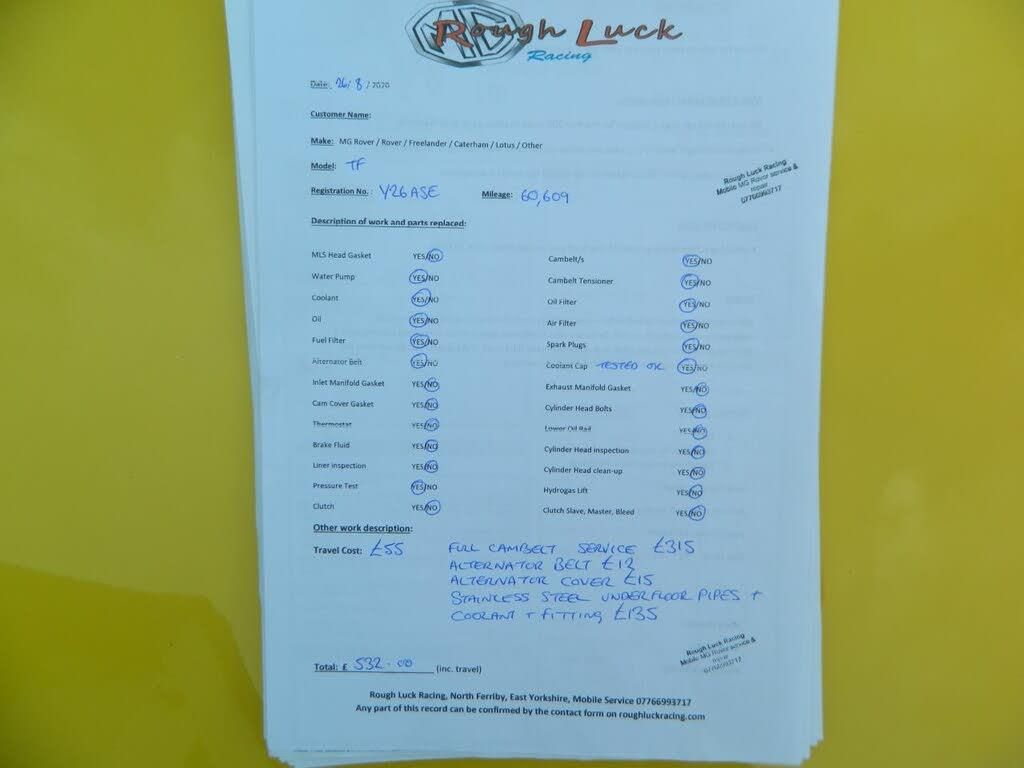 MG
Rough Luck
Racing
Date: 26/8/2020
Customer Name:
Make: MG Rover / Rover / Freelander / Caterham / Lotus / Other
Model: TF
Registration No.: Y26ASE Mileage: 60,609
Rough Luck Racing
Mobile MG Rover service &
repair
07766993717
Description of work and parts replaced:
MLS Head Gasket YES/NO Cambelt/s YES/NO
Water Pump YES/NO Cambelt Tensioner YES/NO
Coolant YES/NO Oil Filter YES/NO
Oil YES/NO Air Filter YES/NO
Fuel Filter YES/NO Spark Plugs YES/NO
Alternator Belt YES/NO Coolant Cap TESTED OK YES/NO
Inlet Manifold Gasket YES/NO Exhaust Manifold Gasket YES/NO
Cam Cover Gasket YES/NO Cylinder Head Bolts YES/NO
Thermostat YES/NO Lower Oil Rail YES/NO
Brake Fluid YES/NO Cylinder Head inspection YES/NO
Liner inspection YES/NO Cylinder Head clean-up YES/NO
Pressure Test YES/NO Hydrogas Lift YES/NO
Clutch YES/NO Clutch Slave, Master, Bleed YES/NO
Other work description:
Travel Cost: £55 FULL CAMBELT SERVICE £315
ALTERNATOR BELT £12
ALTERNATOR COVER £15
STAINLESS STEEL UNDERFLOOR PIPES +
COOLANT + FITTING £135
Rough Luck Racing
Mobile MG Rover service &
repair
07766993717
Total: £ 532.00 (inc. travel)
Rough Luck Racing, North Ferriby, East Yorkshire, Mobile Service 07766993717
Any part of this record can be confirmed by the contact form on roughluckracing.com